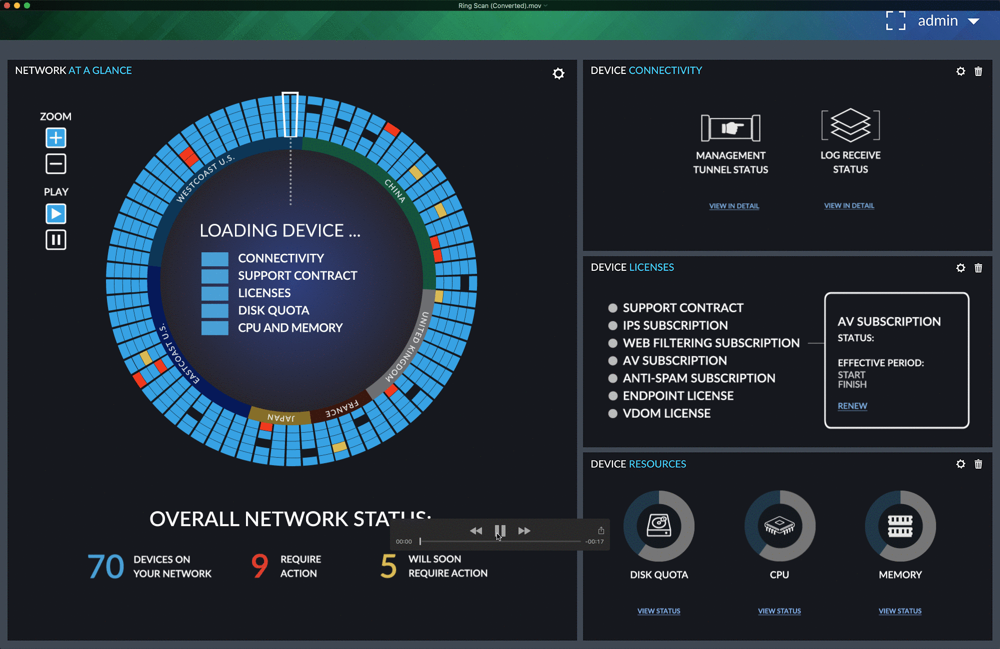 Ring Scan (Converted).mov
admin
NETWORK AT A GLANCE
ZOOM
PLAY
WESTCOAST U.S.
CHINA
UNITED KINGDOM
FRANCE
JAPAN
EASTCOAST U.S.
LOADING DEVICE ...
CONNECTIVITY
SUPPORT CONTRACT
LICENSES
DISK QUOTA
CPU AND MEMORY
OVERALL NETWORK STATUS:
70
DEVICES ON
YOUR NETWORK
9
REQUIRE
ACTION
5
WILL SOON
REQUIRE ACTION
00:00
-00:17
DEVICE CONNECTIVITY
MANAGEMENT
TUNNEL STATUS
VIEW IN DETAIL
LOG RECEIVE
STATUS
VIEW IN DETAIL
DEVICE LICENSES
SUPPORT CONTRACT
IPS SUBSCRIPTION
WEB FILTERING SUBSCRIPTION
AV SUBSCRIPTION
ANTI-SPAM SUBSCRIPTION
ENDPOINT LICENSE
VDOM LICENSE
AV SUBSCRIPTION
STATUS:
EFFECTIVE PERIOD:
START
FINISH
RENEW
DEVICE RESOURCES
DISK QUOTA
VIEW STATUS
CPU
VIEW STATUS
MEMORY
VIEW STATUS